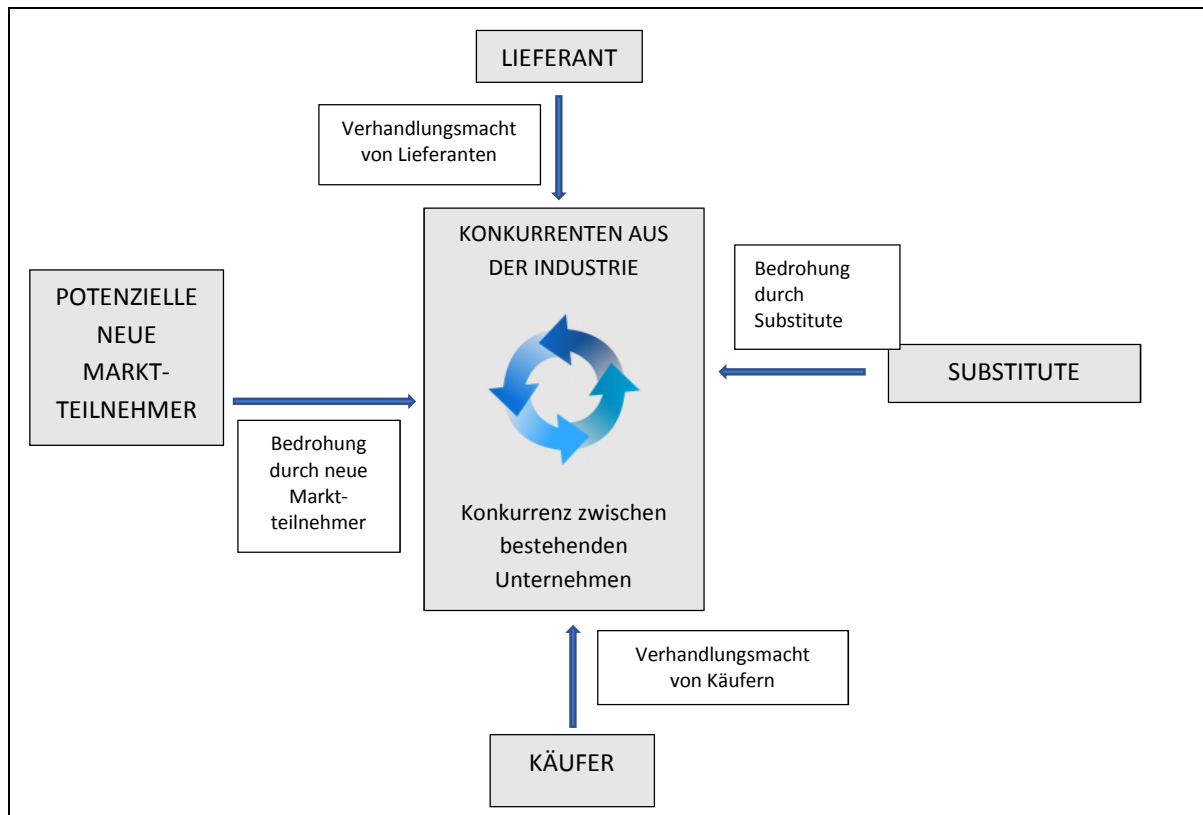 LIEFERANT
Verhandlungsmacht
von Lieferanten
KONKURRENTEN AUS
DER INDUSTRIE
Bedrohung
durch
Substitute
POTENZIELLE
NEUE
MARKT-
TEILNEHMER
SUBSTITUTE
Bedrohung
durch neue
Markt-
teilnehmer
Konkurrenz zwischen
bestehenden
Unternehmen
Verhandlungsmacht
von Käufern
KÄUFER